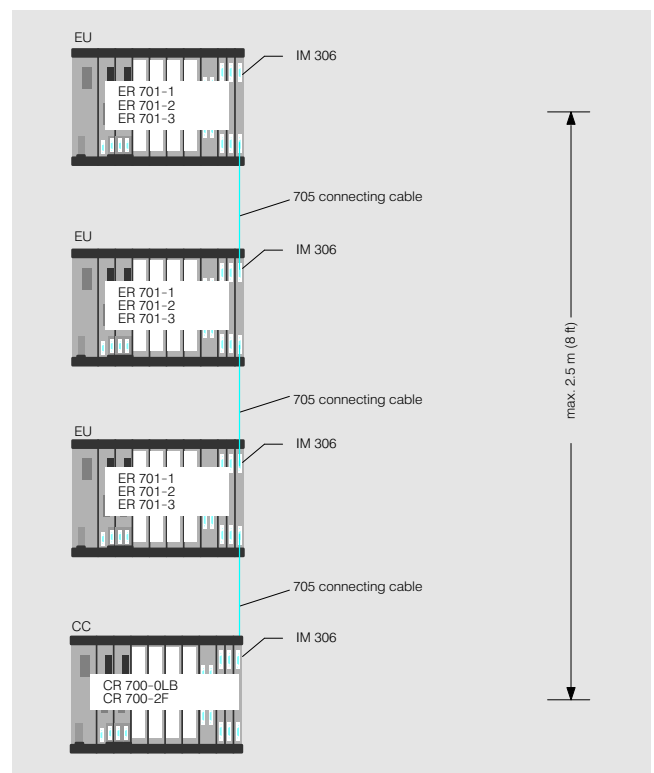 EU
IM 306
ER 701-1
ER 701-2
ER 701-3
705 connecting cable
EU
IM 306
ER 701-1
ER 701-2
ER 701-3
max. 2.5 m (8 ft)
705 connecting cable
EU
IM 306
ER 701-1
ER 701-2
ER 701-3
705 connecting cable
CC
IM 306
CR 700-0LB
CR 700-2F